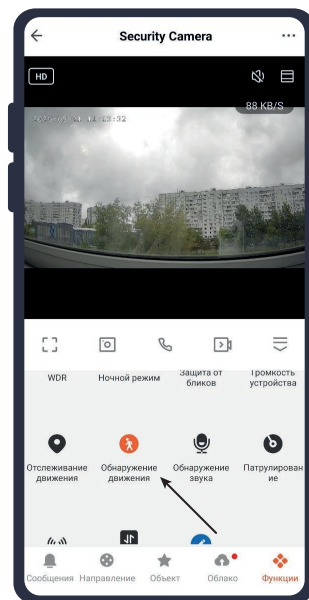 Security Camera
HD
88 KB/S
WDR
Ночной режим
Защита от
бликов
Громкость
устройства
Отслеживание
движения
Обнаружение
движения
Обнаружение
звука
Патрулирован
ие
Сообщения
Направление
Объект
Облако
Функции